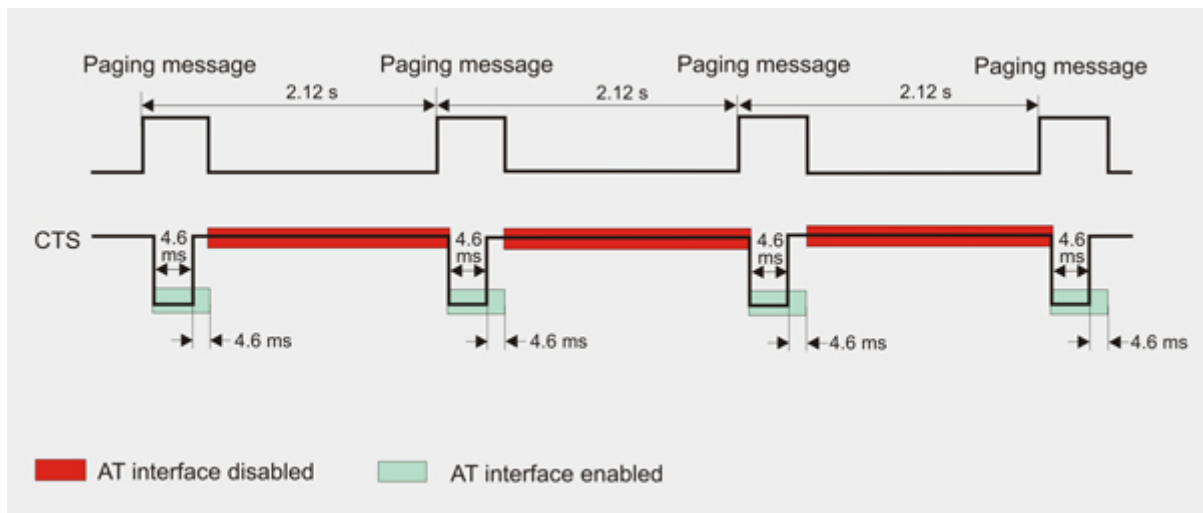 Paging message
Paging message
Paging message
Paging message
2.12 s
2.12 s
2.12 s
CTS
4.6
ms
4.6
ms
4.6
ms
4.6
ms
4.6 ms
4.6 ms
4.6 ms
4.6 ms
AT interface disabled
AT interface enabled